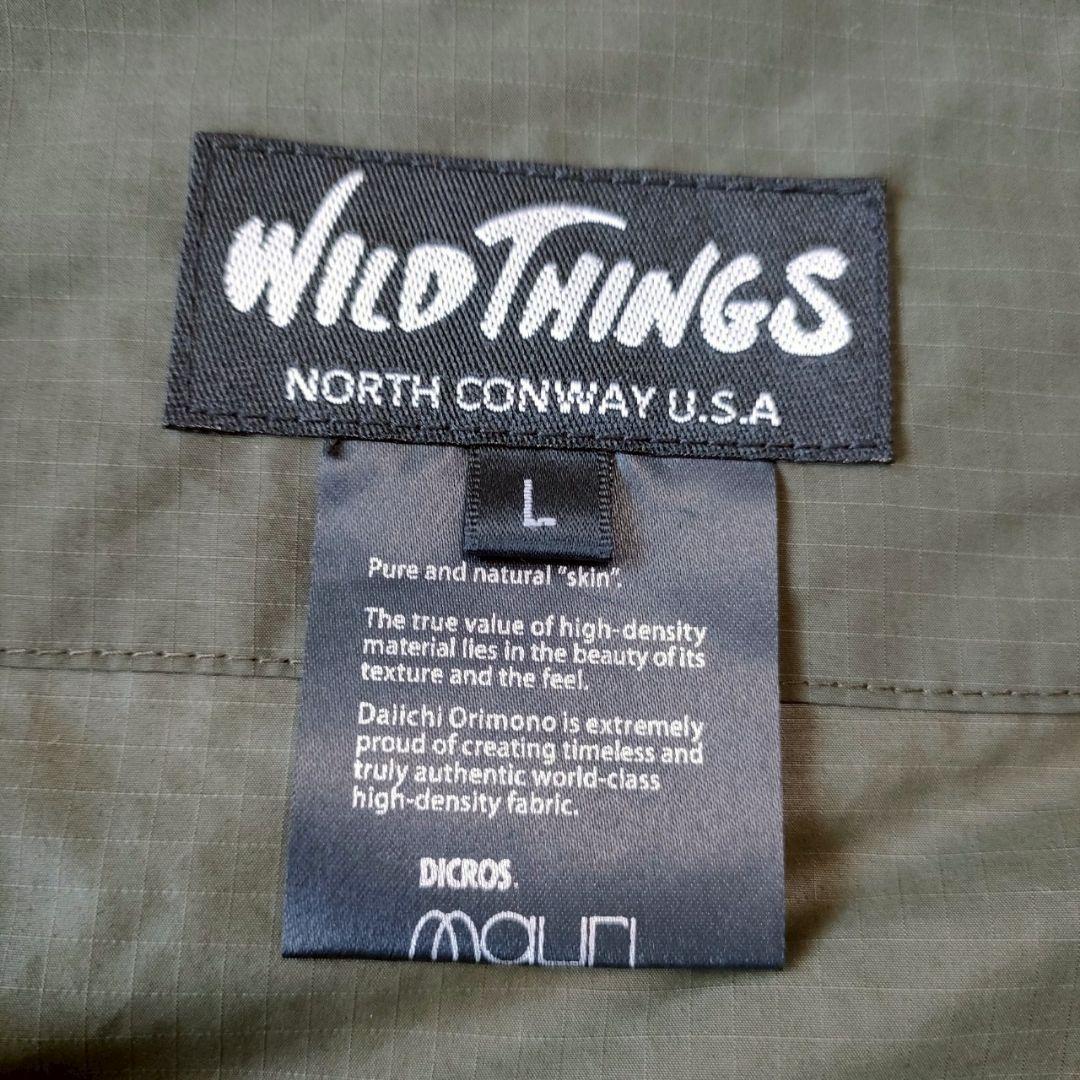 WILD THINGS
NORTH CONWAY U.S.A
L
Pure and natural "skin".
The true value of high-density
material lies in the beauty of its
texture and the feel.
Daiichi Orimono is extremely
proud of creating timeless and
truly authentic world-class
high-density fabric.
DICROS.